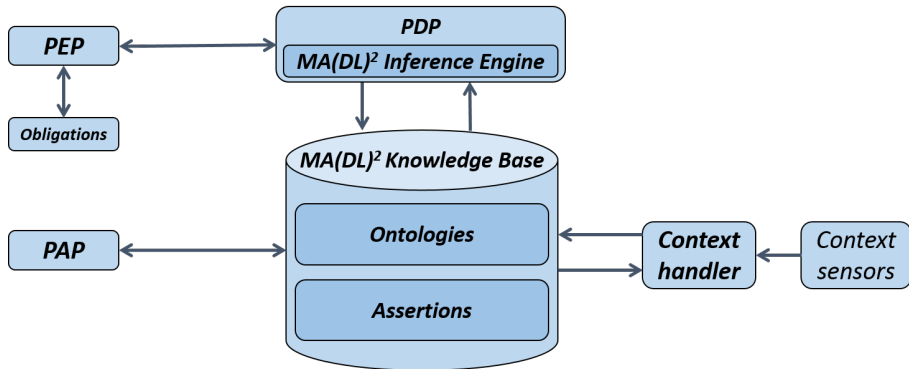 PEP
PDP
MA(DL)² Inference Engine
Obligations
MA(DL)² Knowledge Base
PAP
Ontologies
Assertions
Context
handler
Context
sensors